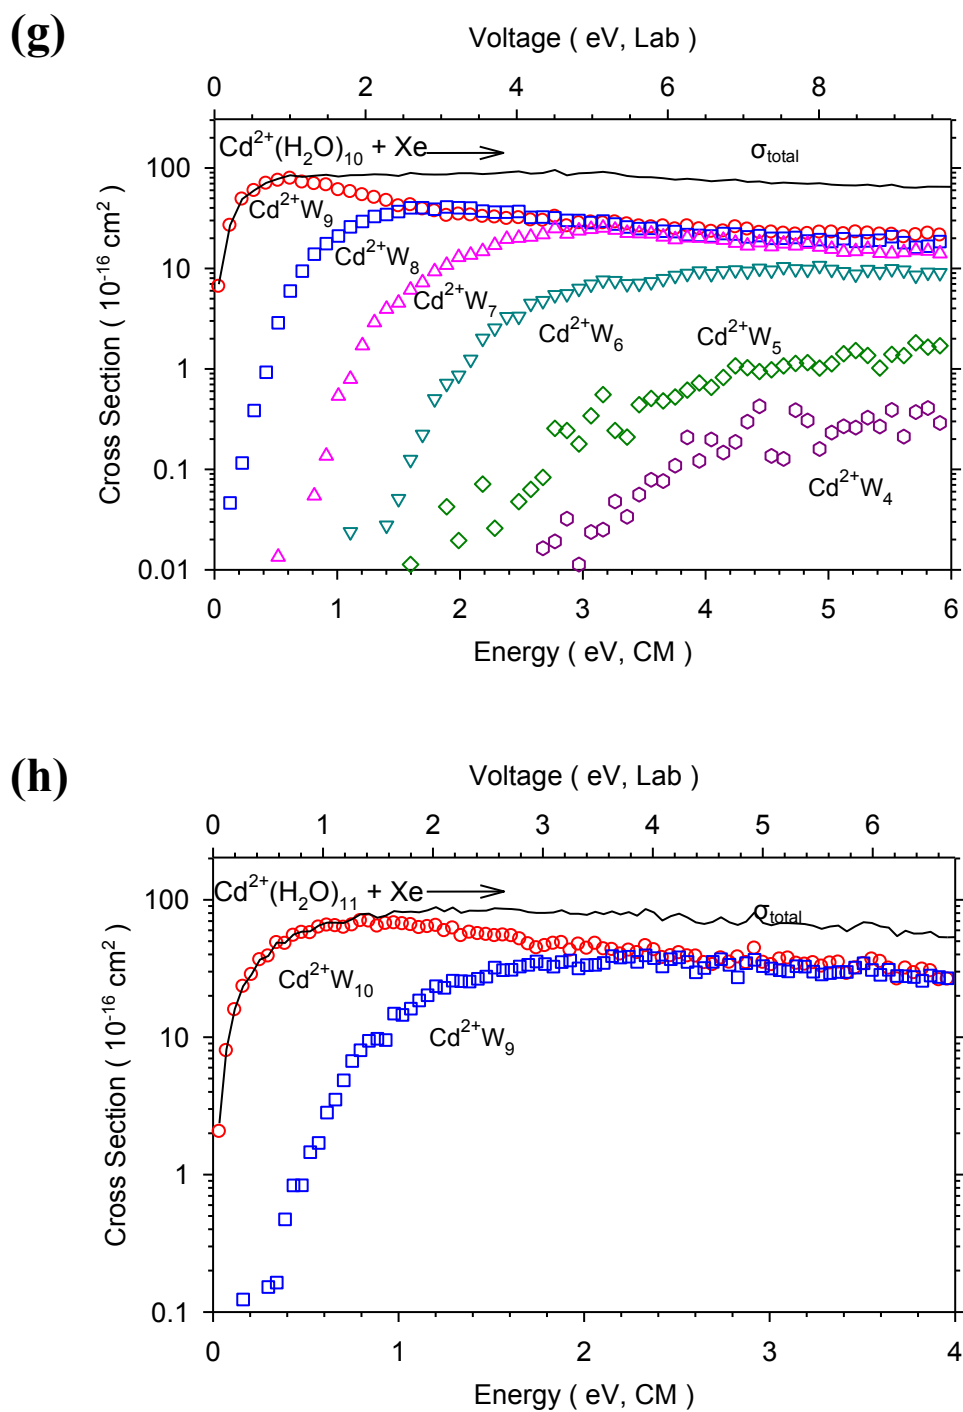 (g)
Voltage ( eV, Lab )
0 2 4 6 8
Cd²⁺(H₂O)₁₀ + Xe
σtotal
Cd²⁺W₉
Cd²⁺W₈
Cd²⁺W₇
Cd²⁺W₆
Cd²⁺W₅
Cd²⁺W₄
Cross Section ( 10⁻¹⁶ cm²)
100
10
1
0.1
0.01
0 1 2 3 4 5 6
Energy ( eV, CM )
(h)
Voltage ( eV, Lab )
0 1 2 3 4 5 6
Cd²⁺(H₂O)₁₁ + Xe
σtotal
Cd²⁺W₁₀
Cd²⁺W₉
Cross Section ( 10⁻¹⁶ cm²)
100
10
1
0.1
0 1 2 3 4
Energy ( eV, CM )